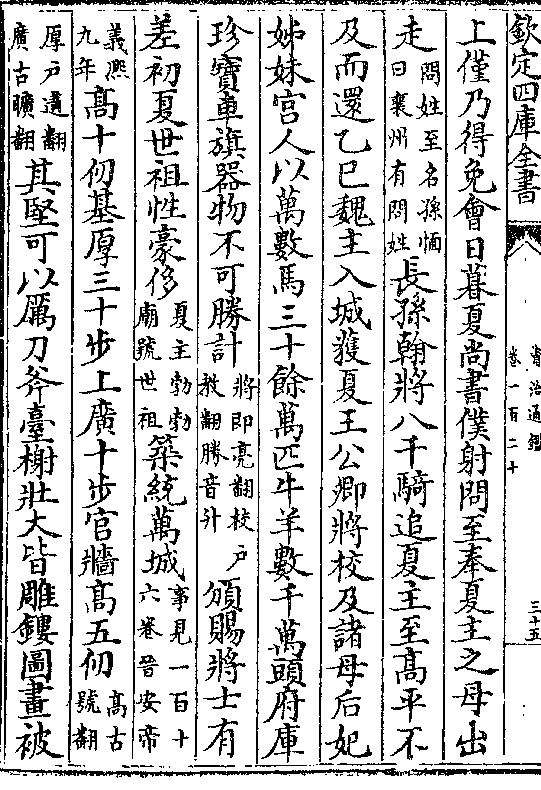 欽定四庫全書
資治通鑑
卷一百二十
三十五
上僅乃得免會日暮夏尚書僕射問至奉夏主之母出
走問姓至名孫愐曰襄州有問姓長孫翰將八千騎追夏主至高平不
及而還乙巳魏主入城獲夏王公卿將校及諸母后妃
姊妹宮人以萬數馬三十餘萬匹牛羊數千萬頭府庫
珍寶車旗器物不可勝計將即亮翻校戶教翻勝音升頒賜將士有
差初夏世祖性豪侈夏主勃勃廟號世祖築統萬城事見一百十六卷晉安帝
義熙九年高十仞基厚三十步上廣十步宮牆高五仞高古號翻
厚戶遘翻廣古曠翻其堅可以厲刀斧臺榭壯大皆雕鏤圖畫被